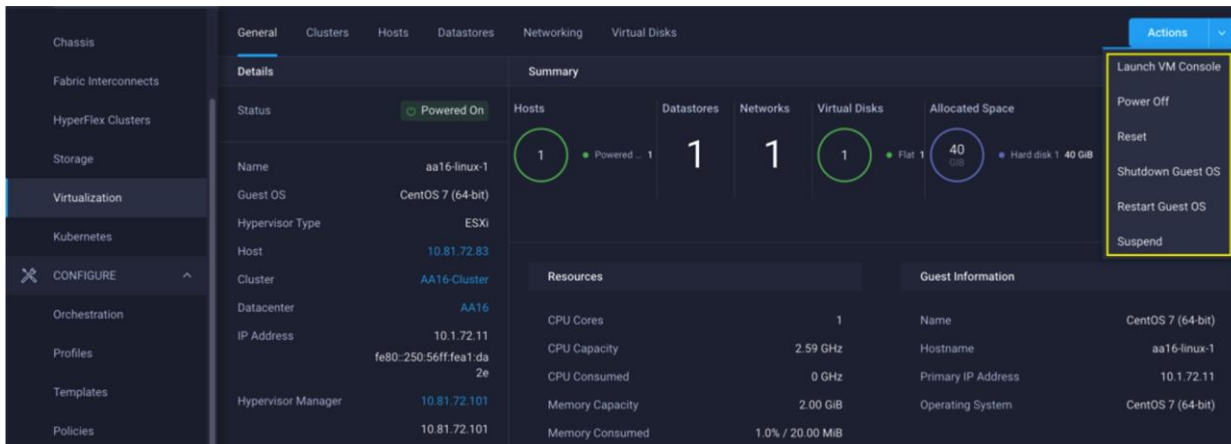 Chassis
Fabric Interconnects
HyperFlex Clusters
Storage
Virtualization
Kubernetes
CONFIGURE
Orchestration
Profiles
Templates
Policies
General Clusters Hosts Datastores Networking Virtual Disks
Actions
Details
Status Powered On
Name aa16-linux-1
Guest OS CentOS 7 (64-bit)
Hypervisor Type ESXi
Host 10.81.72.83
Cluster AA16-Cluster
Datacenter AA16
IP Address 10.1.72.11
fe80::250:56ff:fea1:da
2e
Hypervisor Manager 10.81.72.101
10.81.72.101
Summary
Hosts Datastores Networks Virtual Disks Allocated Space
1 Powered ... 1 1 1 1 Flat 1 40 GiB Hard disk 1 40 GiB
Resources
CPU Cores 1
CPU Capacity 2.59 GHz
CPU Consumed 0 GHz
Memory Capacity 2.00 GiB
Memory Consumed 1.0% / 20.00 MiB
Guest Information
Name CentOS 7 (64-bit)
Hostname aa16-linux-1
Primary IP Address 10.1.72.11
Operating System CentOS 7 (64-bit)
Launch VM Console
Power Off
Reset
Shutdown Guest OS
Restart Guest OS
Suspend